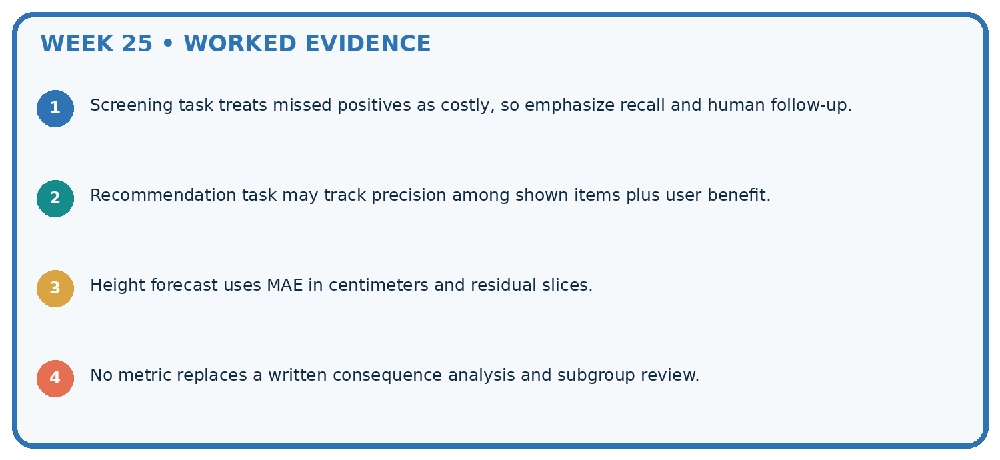 WEEK 25 • WORKED EVIDENCE
1 Screening task treats missed positives as costly, so emphasize recall and human follow-up.
2 Recommendation task may track precision among shown items plus user benefit.
3 Height forecast uses MAE in centimeters and residual slices.
4 No metric replaces a written consequence analysis and subgroup review.